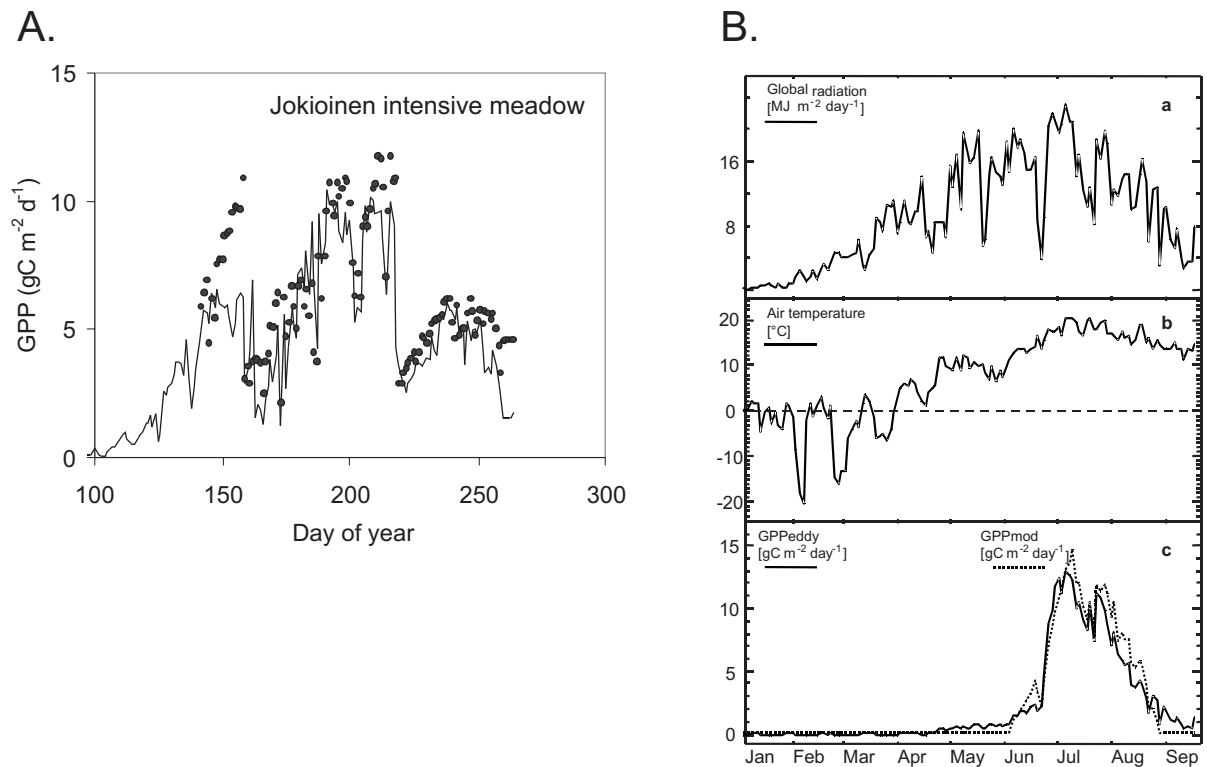 A.
B.
15
10
5
0
GPP (gC m-2 d-1)
Jokioinen intensive meadow
100 150 200 250 300
Day of year
Global radiation
[MJ m-2 day-1]
a
16
8
Air temperature
[°C]
b
20
10
0
-10
-20
GPPeddy
[gC m-2 day-1]
GPPmod
[gC m-2 day-1]
c
15
10
5
0
Jan Feb Mar Apr May Jun Jul Aug Sep